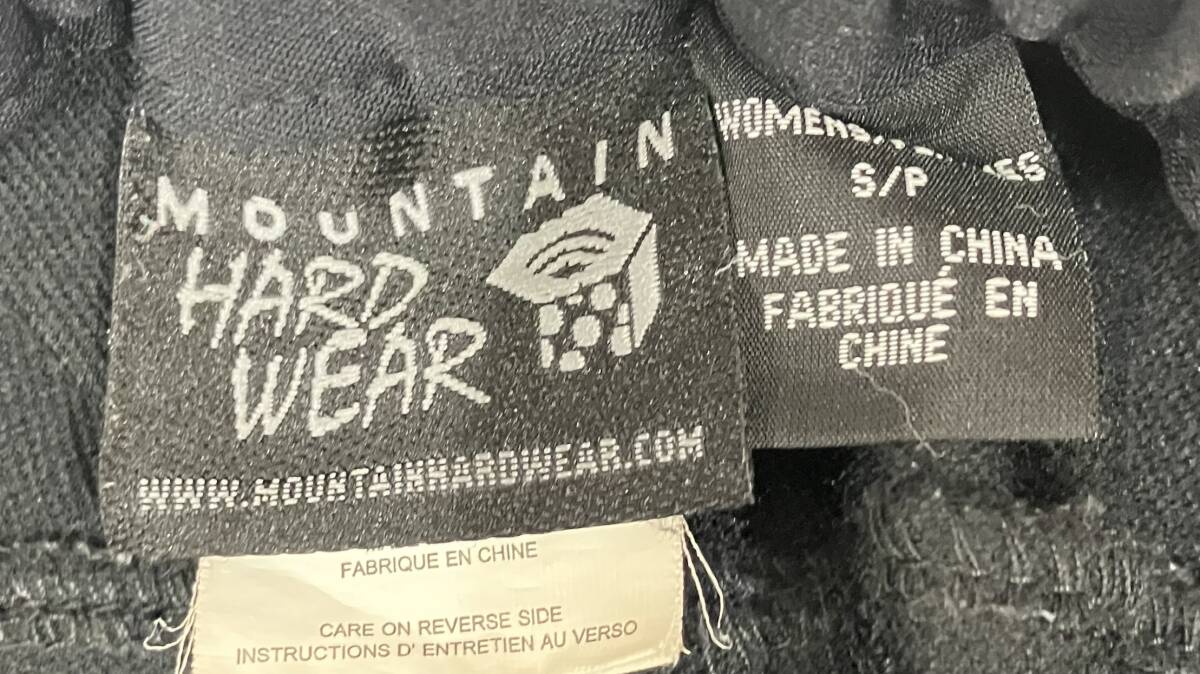 MOUNTAIN
HARD
WEAR
WWW.MOUNTAINHARDWEAR.COM
S/P
MADE IN CHINA
FABRIQUÉ EN
CHINE
FABRIQUE EN CHINE
CARE ON REVERSE SIDE
INSTRUCTIONS D' ENTRETIEN AU VERSO